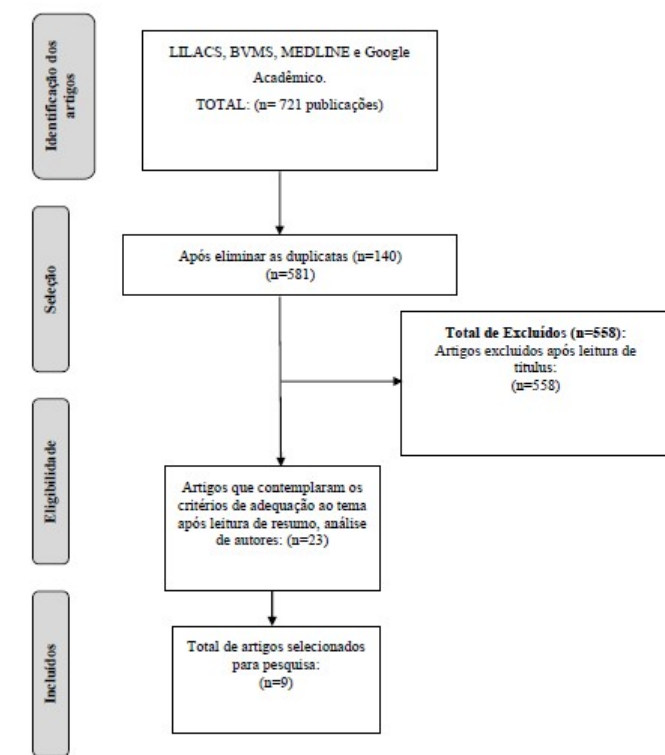 Identificação dos
artigos
LILACS, BVMS, MEDLINE e Google
Acadêmico.
TOTAL: (n= 721 publicações)
Seleção
Após eliminar as duplicatas (n=140)
(n=581)
Total de Excluídos (n=558):
Artigos excluidos após leitura de
titulus:
(n=558)
Eligibilidade
Artigos que contemplaram os
critérios de adequação ao tema
após leitura de resumo, análise
de autores: (n=23)
Incluídos
Total de artigos selecionados
para pesquisa:
(n=9)